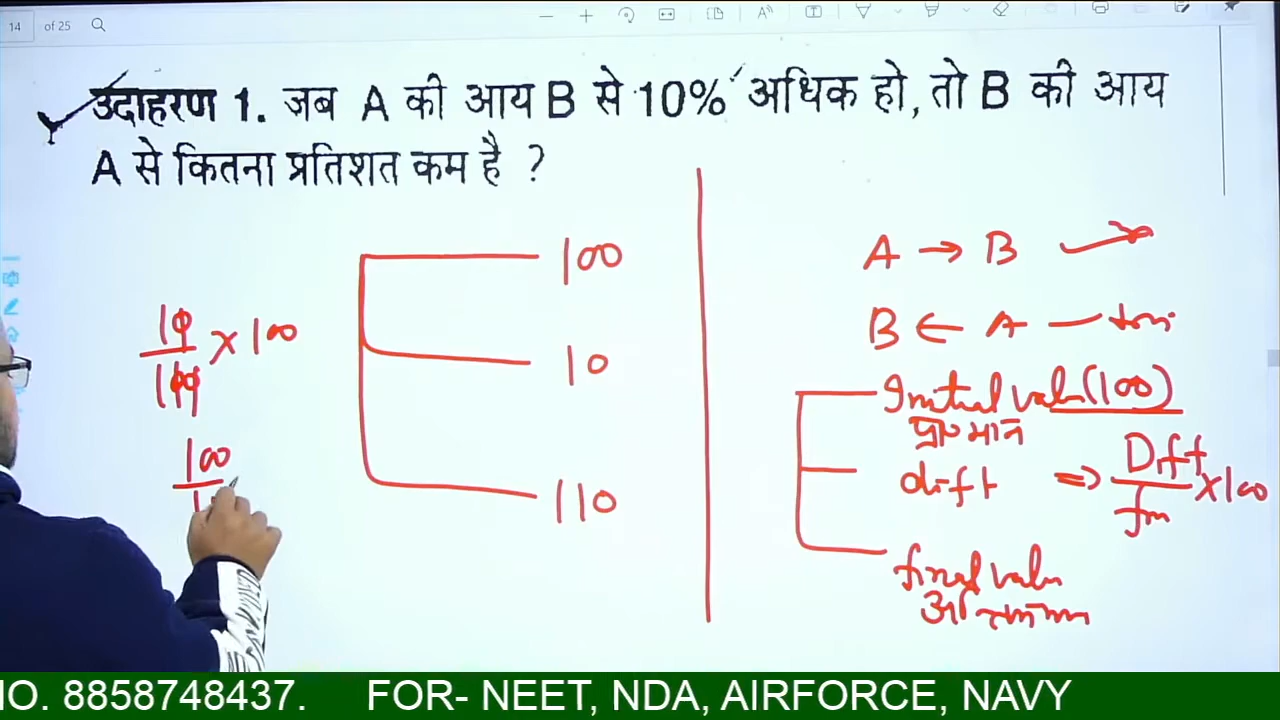 14 of 25
उदाहरण 1. जब A की आय B से 10% अधिक हो, तो B की आय
A से कितना प्रतिशत कम है ?
100
10
110
10/110 × 100
100
A → B
B ← A
Initial value (100)
diff ⇒ Diff/fm × 100
final value
NO. 8858748437. FOR- NEET, NDA, AIRFORCE, NAVY